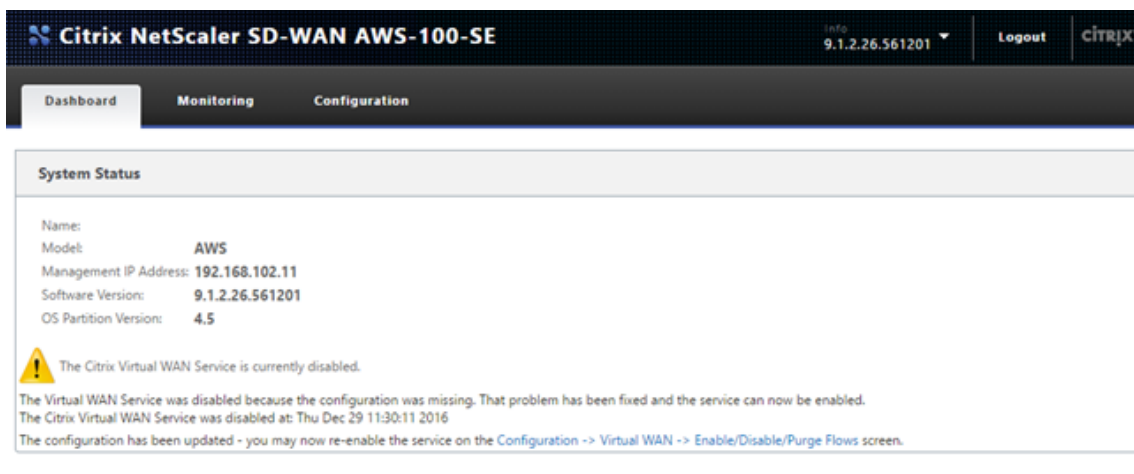 Citrix NetScaler SD-WAN AWS-100-SE
Info
9.1.2.26.561201
Logout
CİTRIX
Dashboard Monitoring Configuration
System Status
Name:
Model: AWS
Management IP Address: 192.168.102.11
Software Version: 9.1.2.26.561201
OS Partition Version: 4.5
The Citrix Virtual WAN Service is currently disabled.
The Virtual WAN Service was disabled because the configuration was missing. That problem has been fixed and the service can now be enabled.
The Citrix Virtual WAN Service was disabled at: Thu Dec 29 11:30:11 2016
The configuration has been updated - you may now re-enable the service on the Configuration -> Virtual WAN -> Enable/Disable/Purge Flows screen.